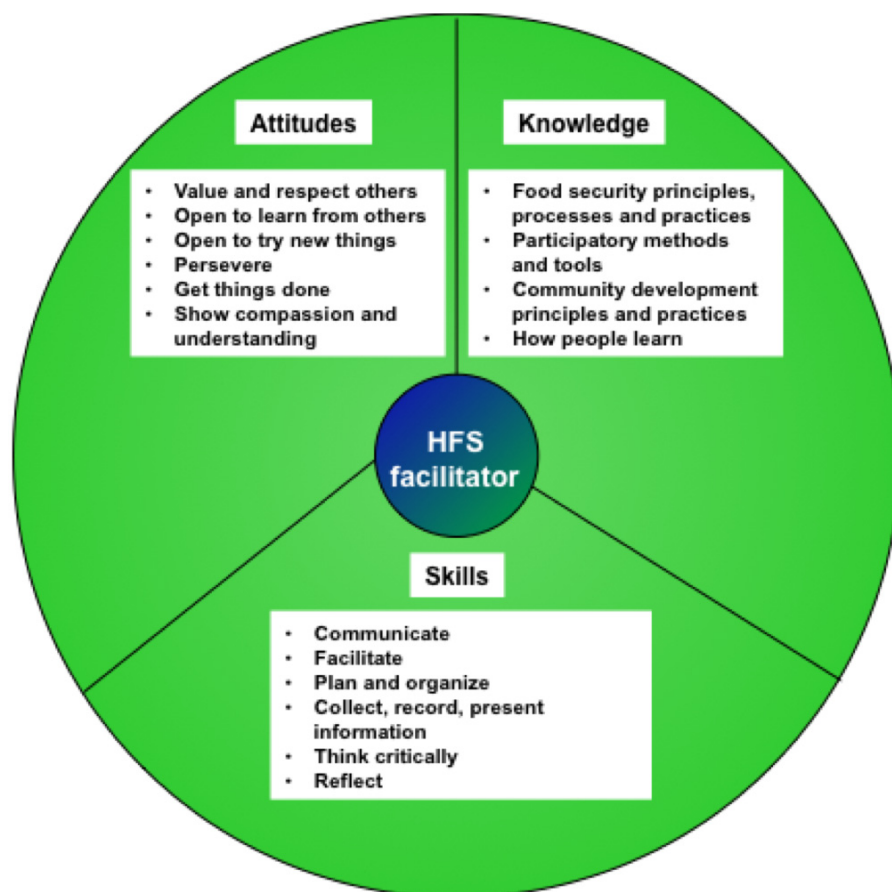 Attitudes
• Value and respect others
• Open to learn from others
• Open to try new things
• Persevere
• Get things done
• Show compassion and
understanding
Knowledge
• Food security principles,
processes and practices
• Participatory methods
and tools
• Community development
principles and practices
• How people learn
HFS
facilitator
Skills
• Communicate
• Facilitate
• Plan and organize
• Collect, record, present
information
• Think critically
• Reflect